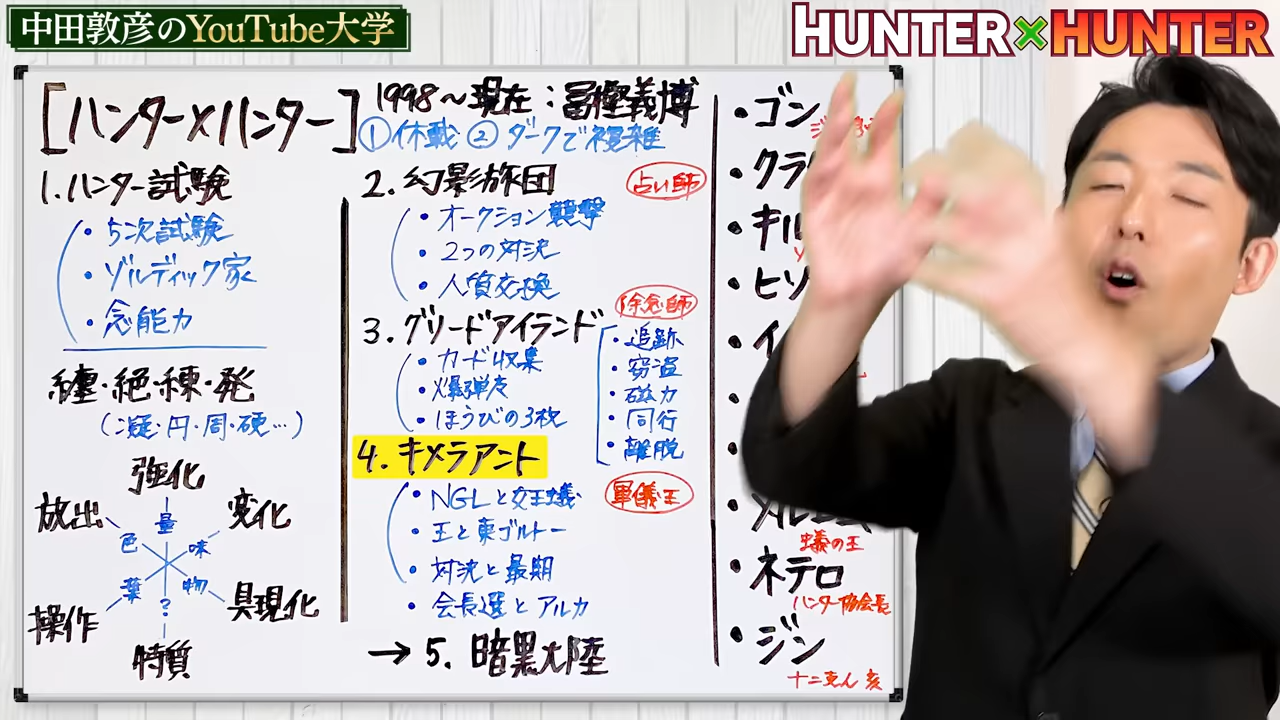 中田敦彦のYouTube大学
HUNTER×HUNTER
[ハンター×ハンター]
1998～現在：冨樫義博
①休載 ②ダークで複雑
1. ハンター試験
・5次試験
・ゾルディック家
・念能力
纏・絶・練・発
(凝・円・周・硬…)
強化
放出
変化
量
色
味
葉
物
?
操作
具現化
特質
2. 幻影旅団
占い師
・オークション襲撃
・2つの対決
・人質交換
除念師
3. グリードアイランド
・カード収集
・爆弾魔
・ほうびの3枚
・追跡
・窃盗
・磁力
・同行
・離脱
4. キメラアント
軍儀王
・NGLと女王蟻
・王と東ゴルトー
・対決と最期
・会長選とアルカ
→5. 暗黒大陸
・ゴン
・クラ
・キル
・ヒソ
・イ
・メルエム
蟻の王
・ネテロ
ハンター協会長
・ジン
十二支ん 亥